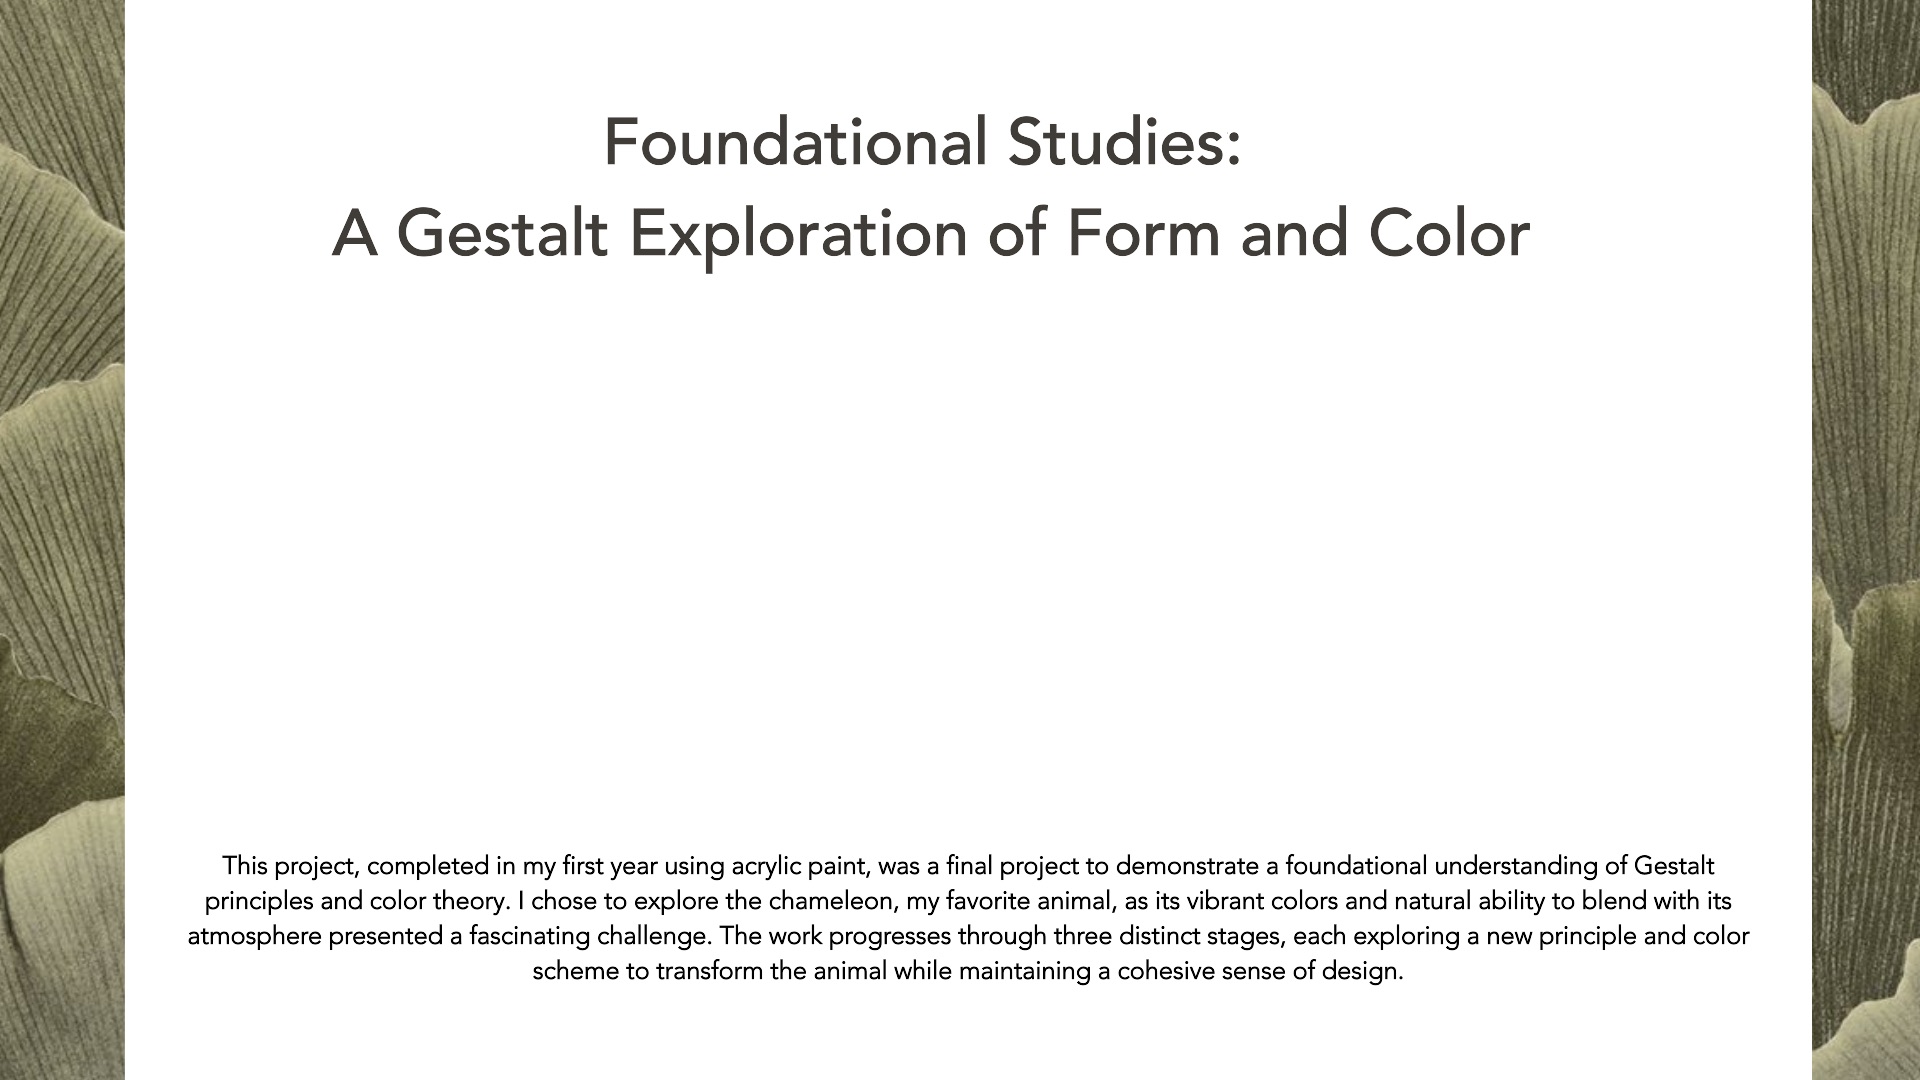 Foundational Studies:
A Gestalt Exploration of Form and Color
This project, completed in my first year using acrylic paint, was a final project to demonstrate a foundational understanding of Gestalt
principles and color theory. I chose to explore the chameleon, my favorite animal, as its vibrant colors and natural ability to blend with its
atmosphere presented a fascinating challenge. The work progresses through three distinct stages, each exploring a new principle and color
scheme to transform the animal while maintaining a cohesive sense of design.